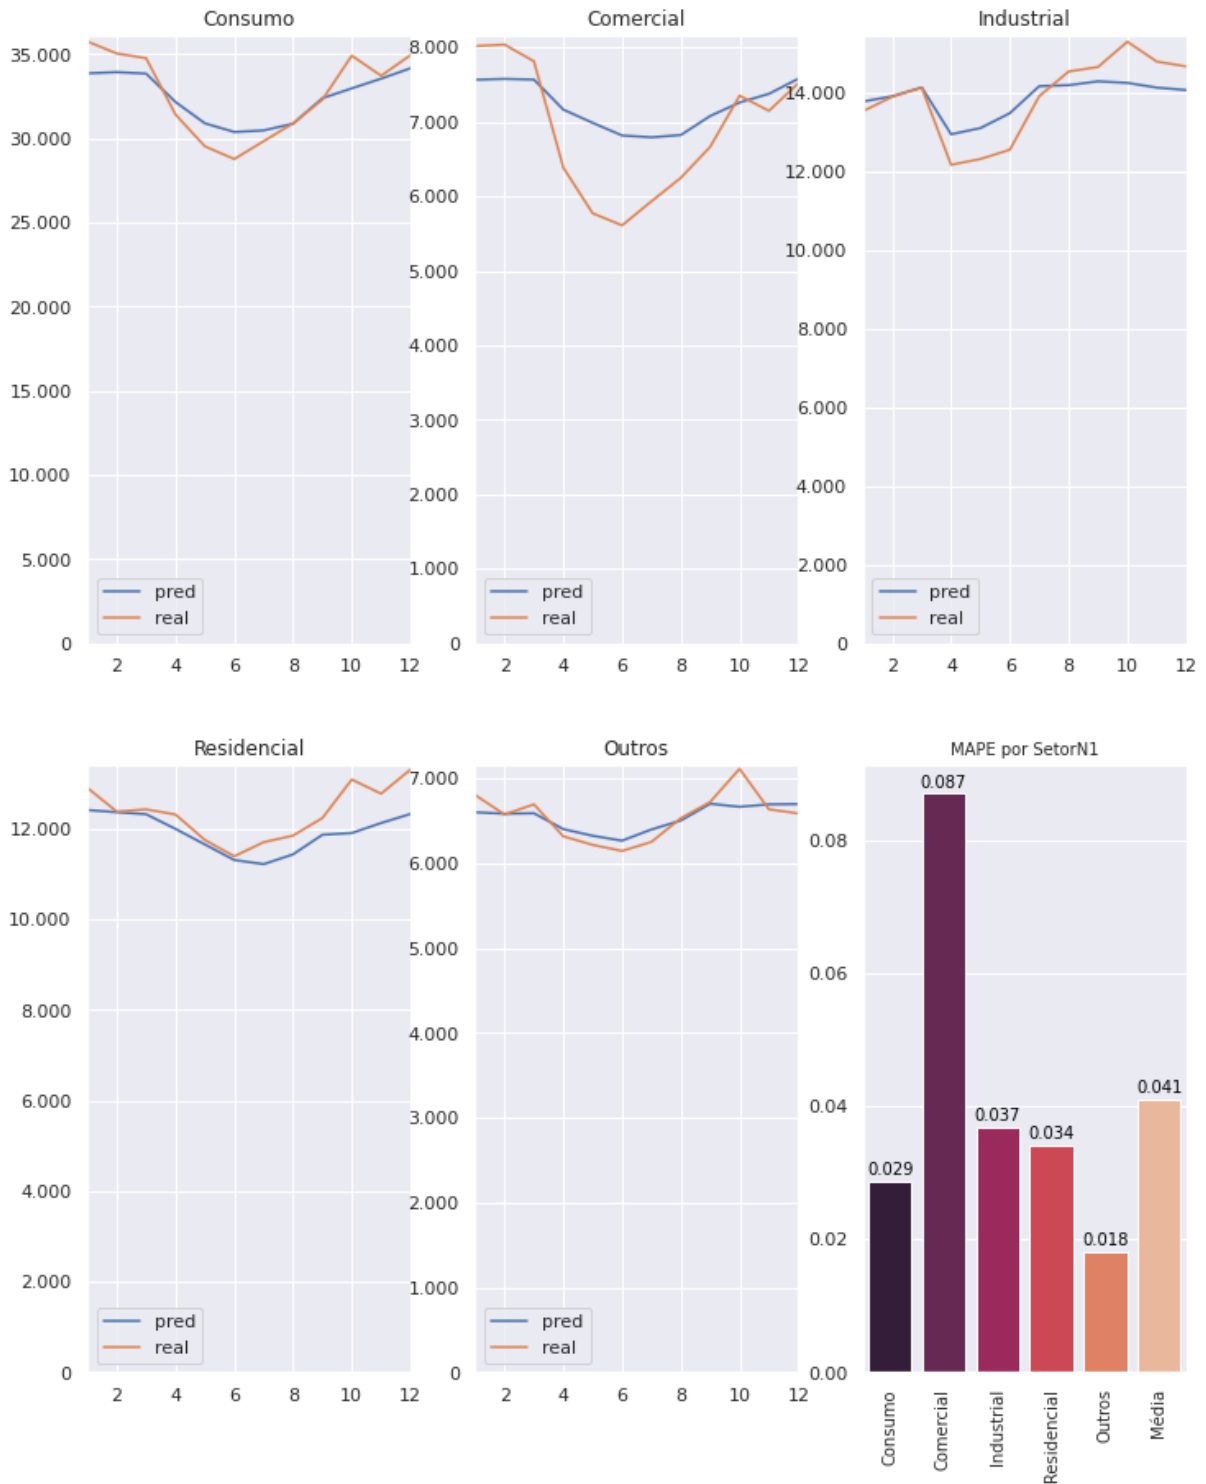 Consumo
35.000
30.000
25.000
20.000
15.000
10.000
5.000
0
pred
real
2 4 6 8 10 12
Comercial
8.000
7.000
6.000
5.000
4.000
3.000
2.000
1.000
0
pred
real
2 4 6 8 10 12
Industrial
14.000
12.000
10.000
8.000
6.000
4.000
2.000
0
pred
real
2 4 6 8 10 12
Residencial
12.000
10.000
8.000
6.000
4.000
2.000
0
pred
real
2 4 6 8 10 12
Outros
7.000
6.000
5.000
4.000
3.000
2.000
1.000
0
pred
real
2 4 6 8 10 12
MAPE por SetorN1
0.08
0.06
0.04
0.02
0.00
0.029
0.087
0.037
0.034
0.018
0.041
Consumo
Comercial
Industrial
Residencial
Outros
Média